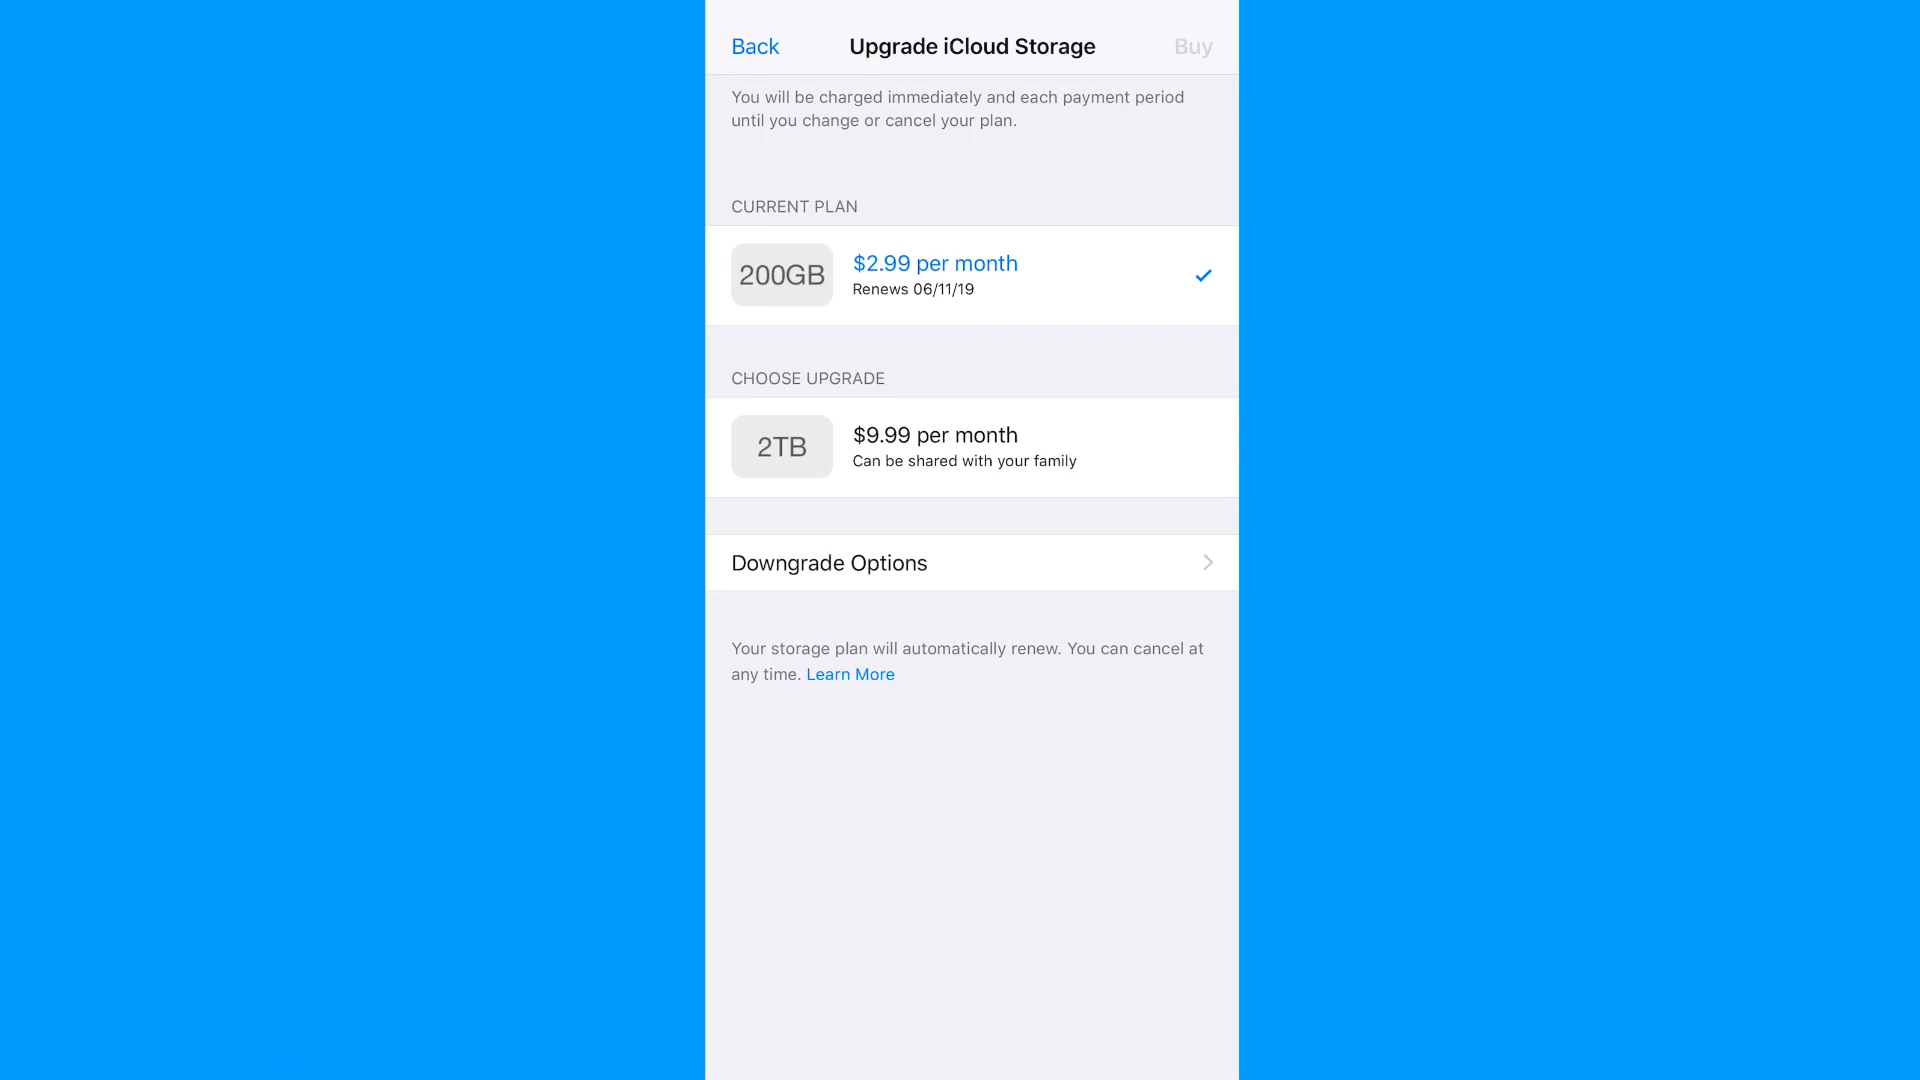 Back
Upgrade iCloud Storage
Buy
You will be charged immediately and each payment period
until you change or cancel your plan.
CURRENT PLAN
200GB
$2.99 per month
Renews 06/11/19
CHOOSE UPGRADE
2TB
$9.99 per month
Can be shared with your family
Downgrade Options
Your storage plan will automatically renew. You can cancel at
any time. Learn More